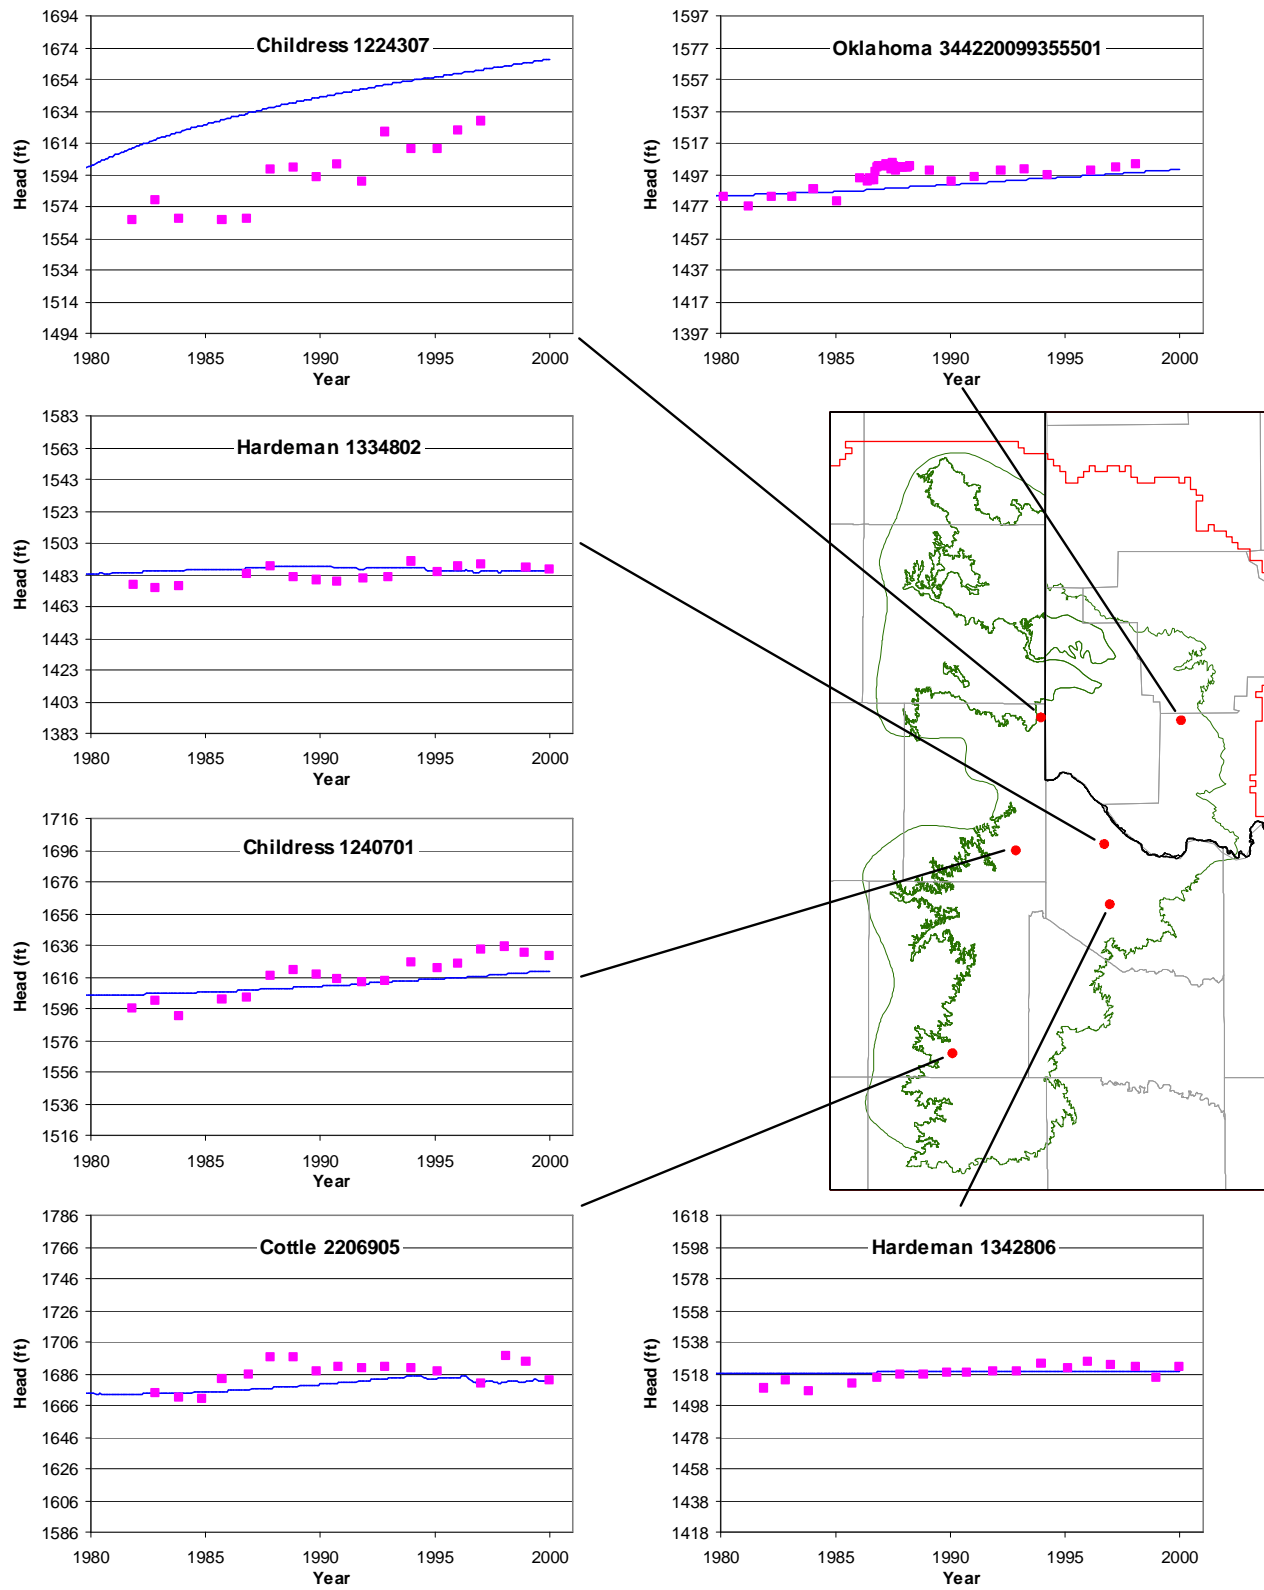 Childress 1224307
Head (ft)
1694
1674
1654
1634
1614
1594
1574
1554
1534
1514
1494
1980 1985 1990 1995 2000
Year
Oklahoma 344220099355501
Head (ft)
1597
1577
1557
1537
1517
1497
1477
1457
1437
1417
1397
1980 1985 1990 1995 2000
Year
Hardeman 1334802
Head (ft)
1583
1563
1543
1523
1503
1483
1463
1443
1423
1403
1383
1980 1985 1990 1995 2000
Year
Childress 1240701
Head (ft)
1716
1696
1676
1656
1636
1616
1596
1576
1556
1536
1516
1980 1985 1990 1995 2000
Year
Cottle 2206905
Head (ft)
1786
1766
1746
1726
1706
1686
1666
1646
1626
1606
1586
1980 1985 1990 1995 2000
Year
Hardeman 1342806
Head (ft)
1618
1598
1578
1558
1538
1518
1498
1478
1458
1438
1418
1980 1985 1990 1995 2000
Year